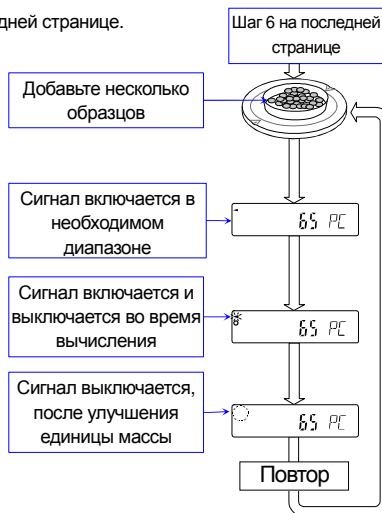 дней странице.
Шаг 6 на последней
странице
Добавьте несколько
образцов
Сигнал включается в
необходимом
диапазоне
65 PC
Сигнал включается и
выключается во время
вычисления
65 PC
Сигнал выключается,
после улучшения
единицы массы
65 PC
Повтор